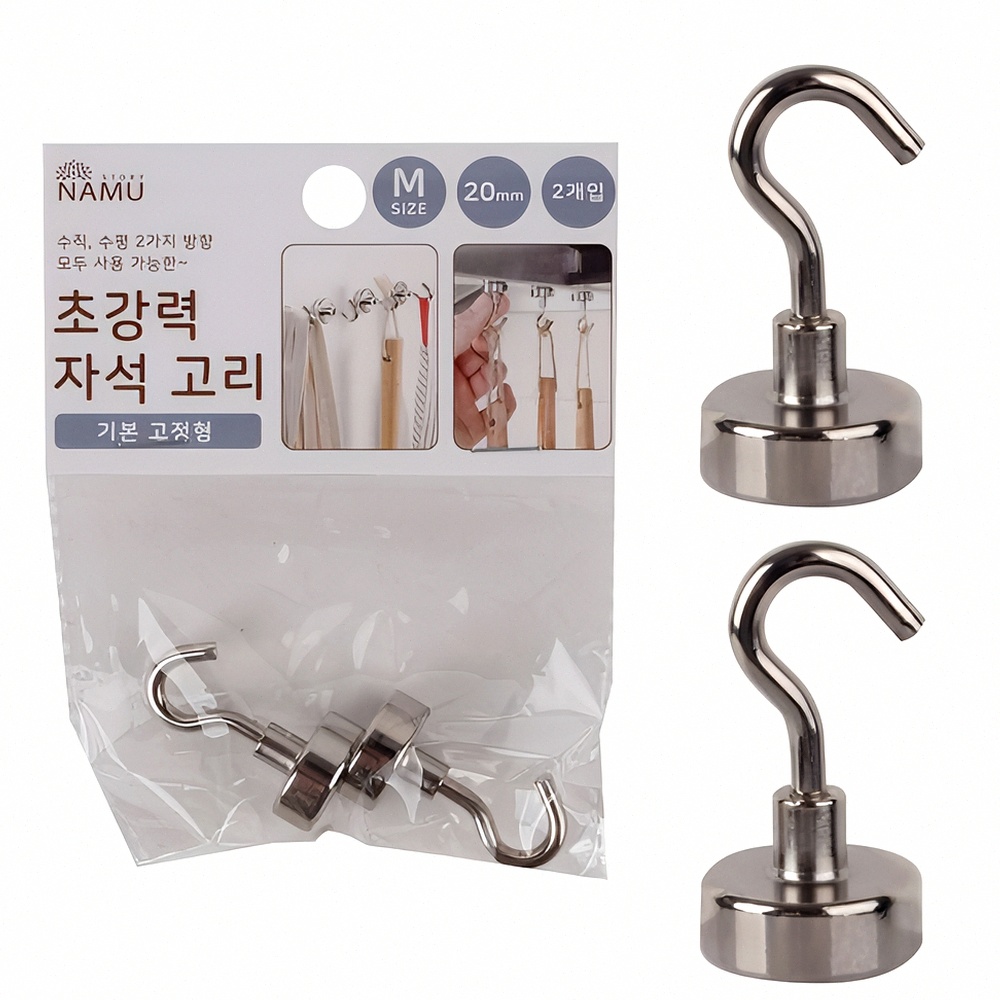 STORY
NAMU
M
SIZE
20mm
2개입
수직, 수평 2가지 방향
모두 사용 가능한~
초강력
자석 고리
기본 고정형